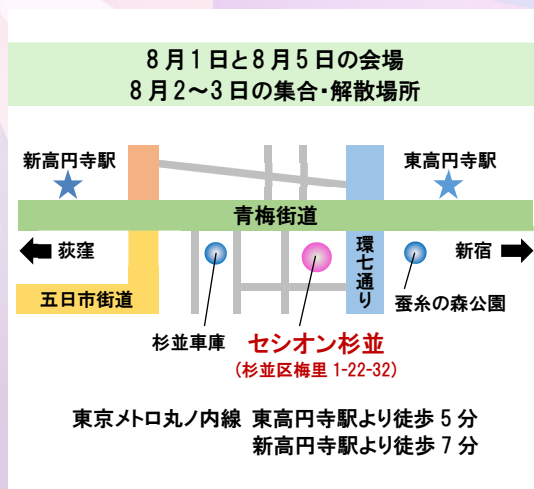 8月1日と8月5日の会場
8月2～3日の集合・解散場所
新高円寺駅
東高円寺駅
青梅街道
荻窪
環七通り
新宿
五日市街道
蚕糸の森公園
杉並車庫
セシオン杉並
(杉並区梅里 1-22-32)
東京メトロ丸ノ内線 東高円寺駅より徒歩 5 分
新高円寺駅より徒歩 7 分